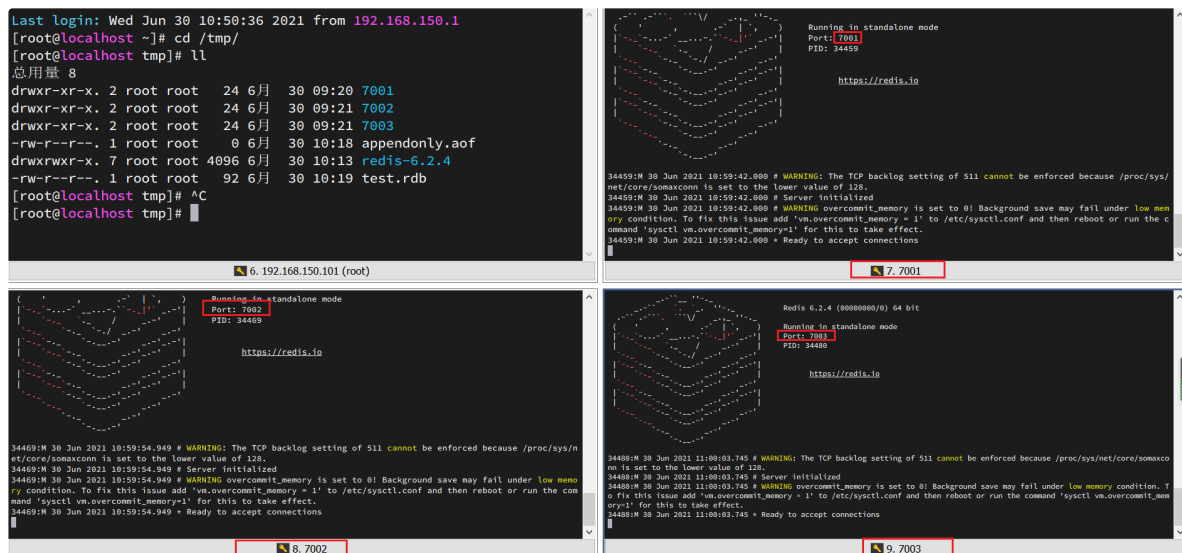 Last login: Wed Jun 30 10:50:36 2021 from 192.168.150.1
[root@localhost ~]# cd /tmp/
[root@localhost tmp]# ll
总用量 8
drwxr-xr-x. 2 root root   24 6月  30 09:20 7001
drwxr-xr-x. 2 root root   24 6月  30 09:21 7002
drwxr-xr-x. 2 root root   24 6月  30 09:21 7003
-rw-r--r--. 1 root root    0 6月  30 10:18 appendonly.aof
drwxrwxr-x. 7 root root 4096 6月  30 10:13 redis-6.2.4
-rw-r--r--. 1 root root   92 6月  30 10:19 test.rdb
[root@localhost tmp]# ^C
[root@localhost tmp]#
6. 192.168.150.101 (root)
Running in standalone mode
Port: 7001
PID: 34459
https://redis.io
34459:M 30 Jun 2021 10:59:42.000 # WARNING: The TCP backlog setting of 511 cannot be enforced because /proc/sys/
net/core/somaxconn is set to the lower value of 128.
34459:M 30 Jun 2021 10:59:42.000 # Server initialized
34459:M 30 Jun 2021 10:59:42.000 # WARNING overcommit_memory is set to 0! Background save may fail under low mem
ory condition. To fix this issue add 'vm.overcommit_memory = 1' to /etc/sysctl.conf and then reboot or run the c
ommand 'sysctl vm.overcommit_memory=1' for this to take effect.
34459:M 30 Jun 2021 10:59:42.000 * Ready to accept connections
7. 7001
Running in standalone mode
Port: 7002
PID: 34469
https://redis.io
34469:M 30 Jun 2021 10:59:54.949 # WARNING: The TCP backlog setting of 511 cannot be enforced because /proc/sys/n
et/core/somaxconn is set to the lower value of 128.
34469:M 30 Jun 2021 10:59:54.949 # Server initialized
34469:M 30 Jun 2021 10:59:54.949 # WARNING overcommit_memory is set to 0! Background save may fail under low memo
ry condition. To fix this issue add 'vm.overcommit_memory = 1' to /etc/sysctl.conf and then reboot or run the com
mand 'sysctl vm.overcommit_memory=1' for this to take effect.
34469:M 30 Jun 2021 10:59:54.949 * Ready to accept connections
8. 7002
Redis 6.2.4 (00000000/0) 64 bit
Running in standalone mode
Port: 7003
PID: 34480
https://redis.io
34480:M 30 Jun 2021 11:00:03.745 # WARNING: The TCP backlog setting of 511 cannot be enforced because /proc/sys/net/core/somaxco
nn is set to the lower value of 128.
34480:M 30 Jun 2021 11:00:03.745 # Server initialized
34480:M 30 Jun 2021 11:00:03.745 # WARNING overcommit_memory is set to 0! Background save may fail under low memory condition. T
o fix this issue add 'vm.overcommit_memory = 1' to /etc/sysctl.conf and then reboot or run the command 'sysctl vm.overcommit_mem
ory=1' for this to take effect.
34480:M 30 Jun 2021 11:00:03.745 * Ready to accept connections
9. 7003